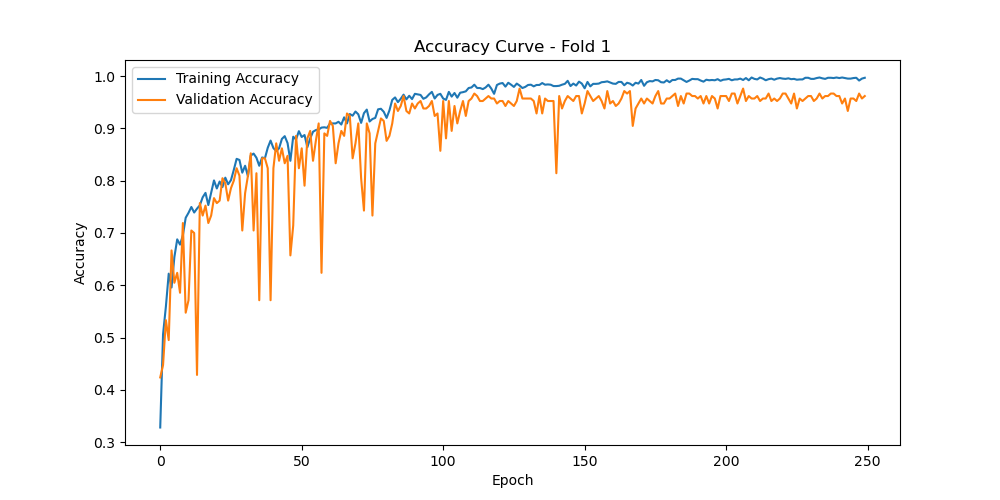 Accuracy Curve - Fold 1
Training Accuracy
Validation Accuracy
Accuracy
1.0
0.9
0.8
0.7
0.6
0.5
0.4
0.3
0
50
100
150
200
250
Epoch